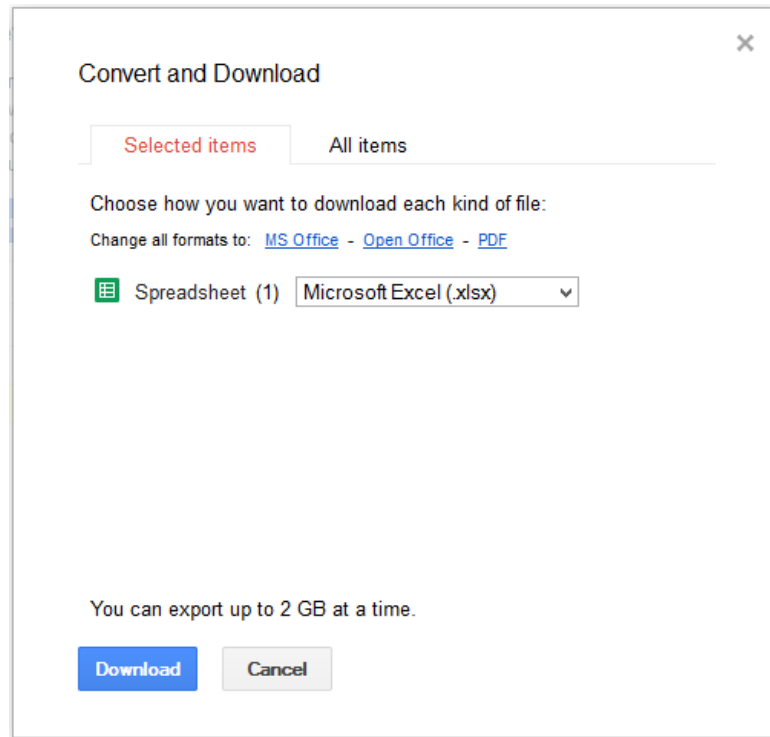 Convert and Download
Selected items All items
Choose how you want to download each kind of file:
Change all formats to: MS Office - Open Office - PDF
Spreadsheet (1) Microsoft Excel (.xlsx)
You can export up to 2 GB at a time.
Download Cancel